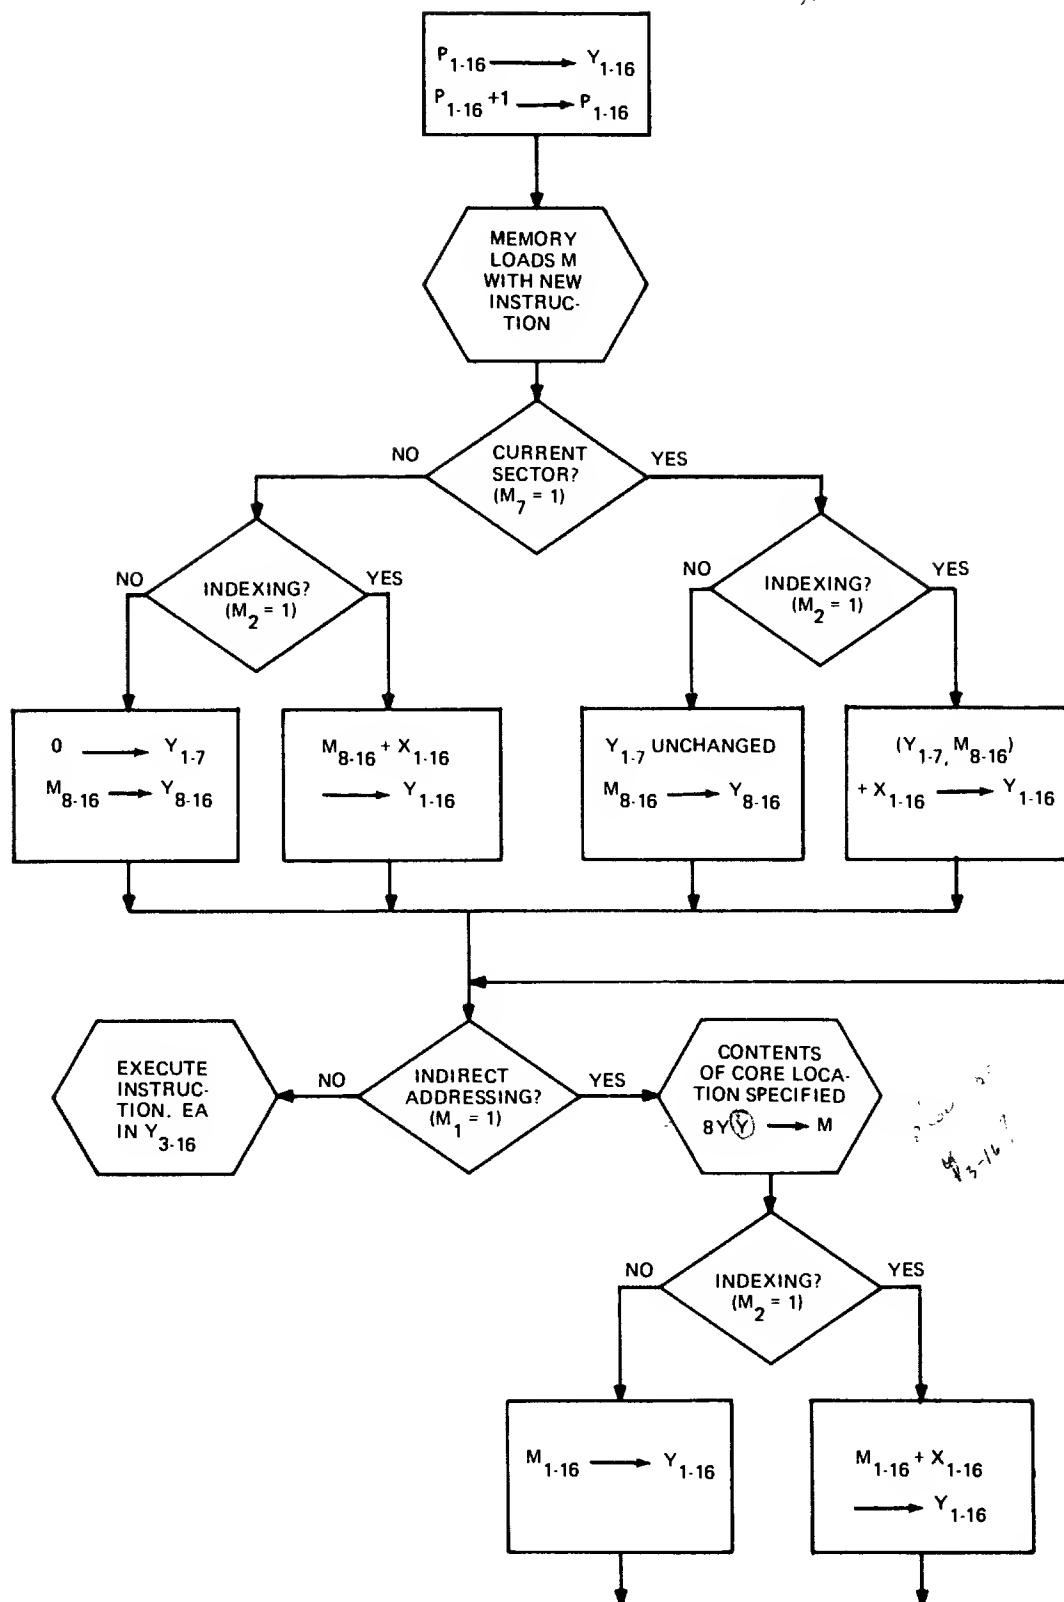 P1-16 → Y1-16
P1-16 +1 → P1-16
MEMORY
LOADS M
WITH NEW
INSTRUC-
TION
CURRENT
SECTOR?
(M7 = 1)
NO
YES
INDEXING?
(M2 = 1)
NO
YES
INDEXING?
(M2 = 1)
NO
YES
0 → Y1-7
M8-16 → Y8-16
M8-16 + X1-16
→ Y1-16
Y1-7 UNCHANGED
M8-16 → Y8-16
(Y1-7, M8-16)
+ X1-16 → Y1-16
EXECUTE
INSTRUC-
TION. EA
IN Y3-16
NO
INDIRECT
ADDRESSING?
(M1 = 1)
YES
CONTENTS
OF CORE LOCA-
TION SPECIFIED
8Y Y → M
3-16?
NO
INDEXING?
(M2 = 1)
YES
M1-16 → Y1-16
M1-16 + X1-16
→ Y1-16